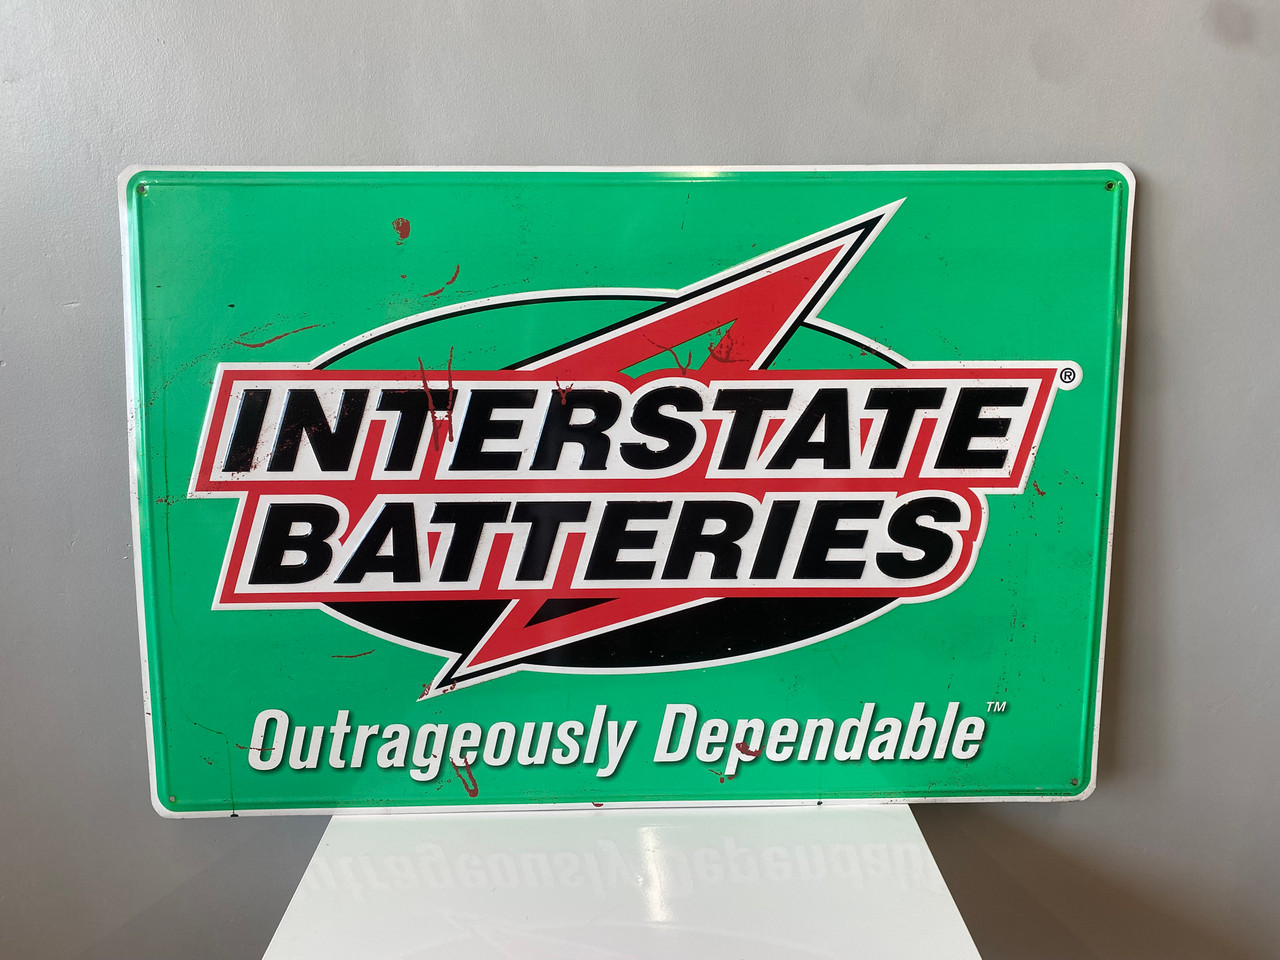 INTERSTATE®
BATTERIES
Outrageously Dependable™